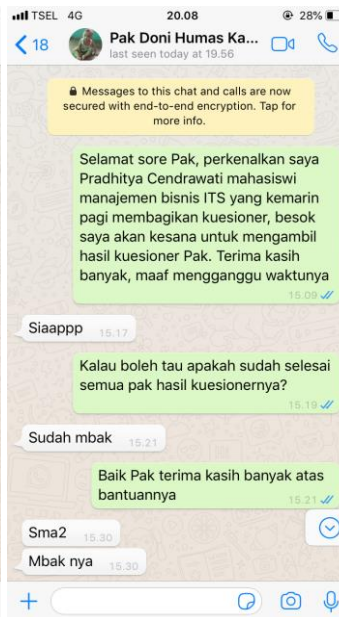 TSEL 4G 20.08 28%
18 Pak Doni Humas Ka...
last seen today at 19.56
Messages to this chat and calls are now
secured with end-to-end encryption. Tap for
more info.
Selamat sore Pak, perkenalkan saya
Pradhitya Cendrawati mahasiswi
manajemen bisnis ITS yang kemarin
pagi membagikan kuesioner, besok
saya akan kesana untuk mengambil
hasil kuesioner Pak. Terima kasih
banyak, maaf mengganggu waktunya
15.09
Siaappp 15.17
Kalau boleh tau apakah sudah selesai
semua pak hasil kuesionernya?
15.19
Sudah mbak 15.21
Baik Pak terima kasih banyak atas
bantuannya
15.21
Sma2 15.30
Mbak nya 15.30